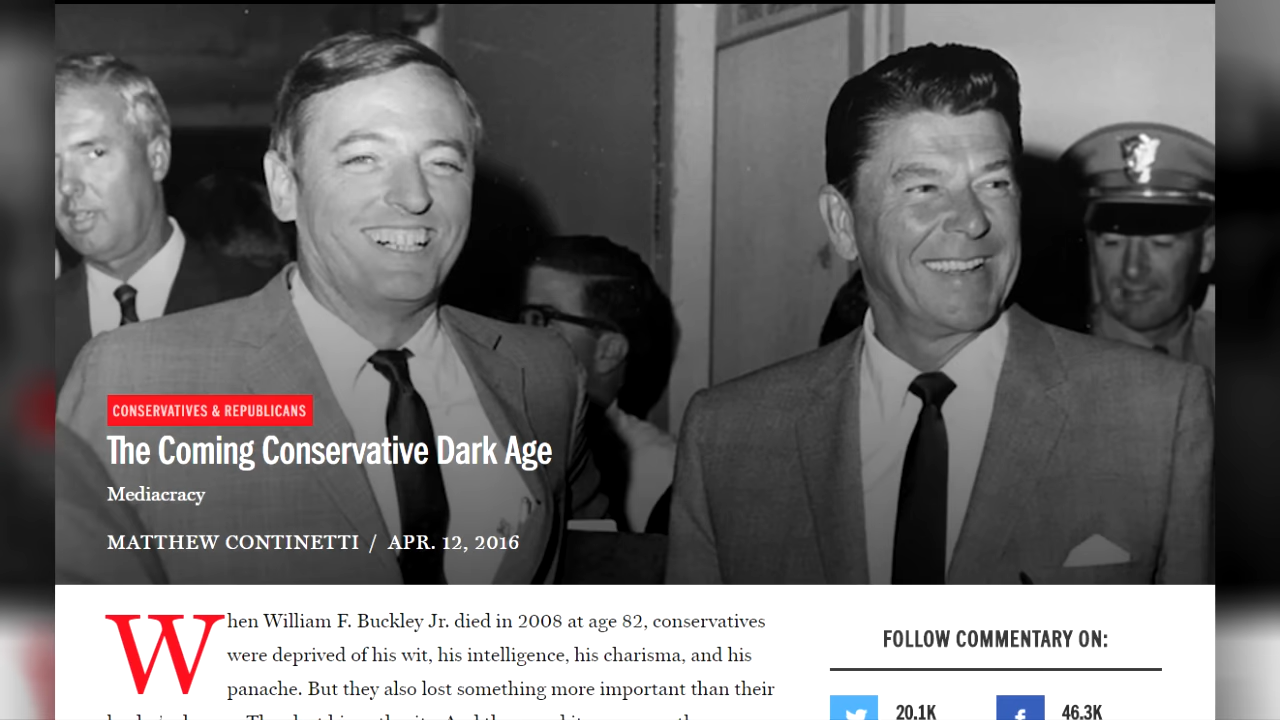 CONSERVATIVES & REPUBLICANS
The Coming Conservative Dark Age
Mediacracy
MATTHEW CONTINETTI / APR. 12, 2016
When William F. Buckley Jr. died in 2008 at age 82, conservatives
were deprived of his wit, his intelligence, his charisma, and his
panache. But they also lost something more important than their
FOLLOW COMMENTARY ON:
20.1K
46.3K